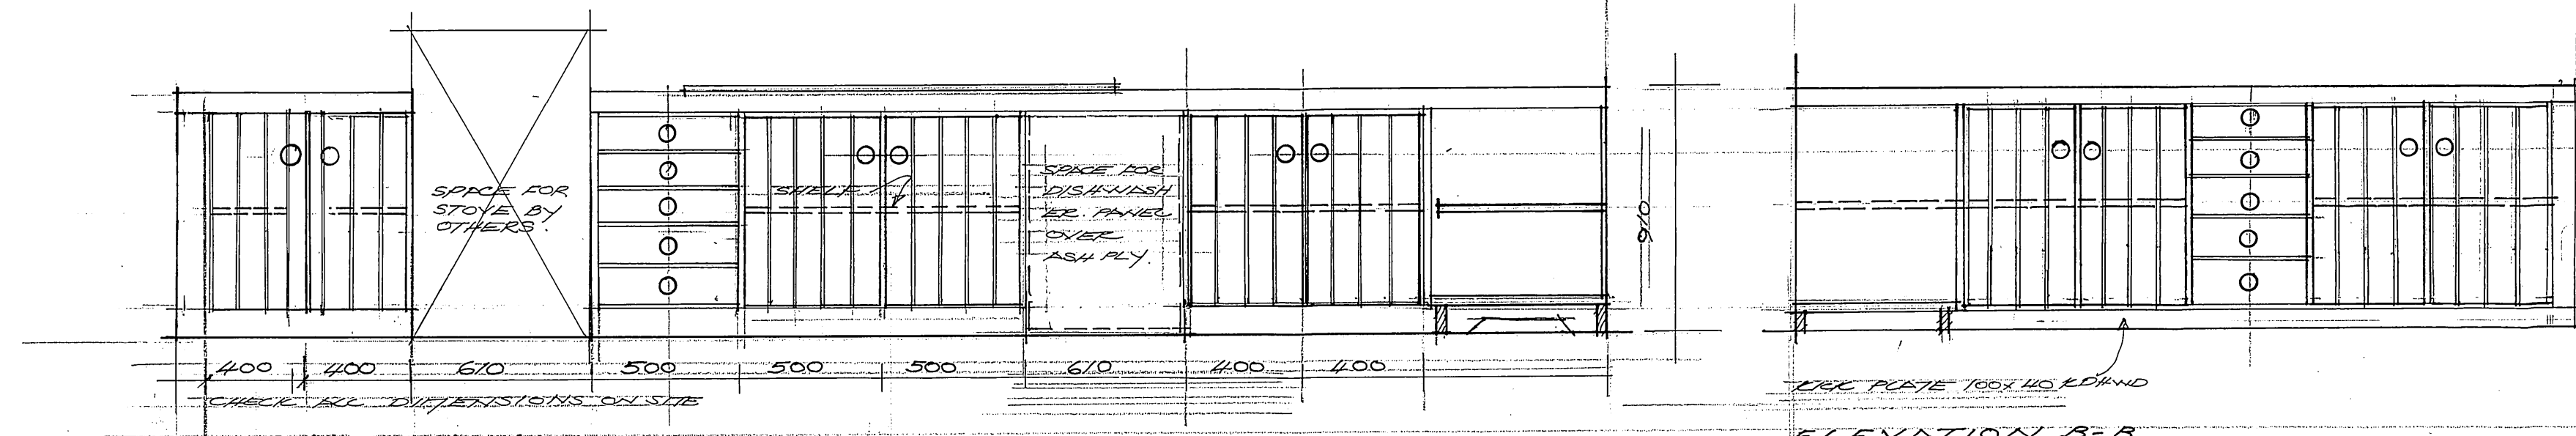 SPACE FOR
STOVE BY
OTHERS.
SHELF
SPACE FOR
DISHWASH
ER. PANEL
OVER
ASH PLY.
910
400 400 610 500 500 500 610 400 400
CHECK ALL DIMENSIONS ON SITE
KICK PLATE 100x40 KDHWD
ELEVATION B-B